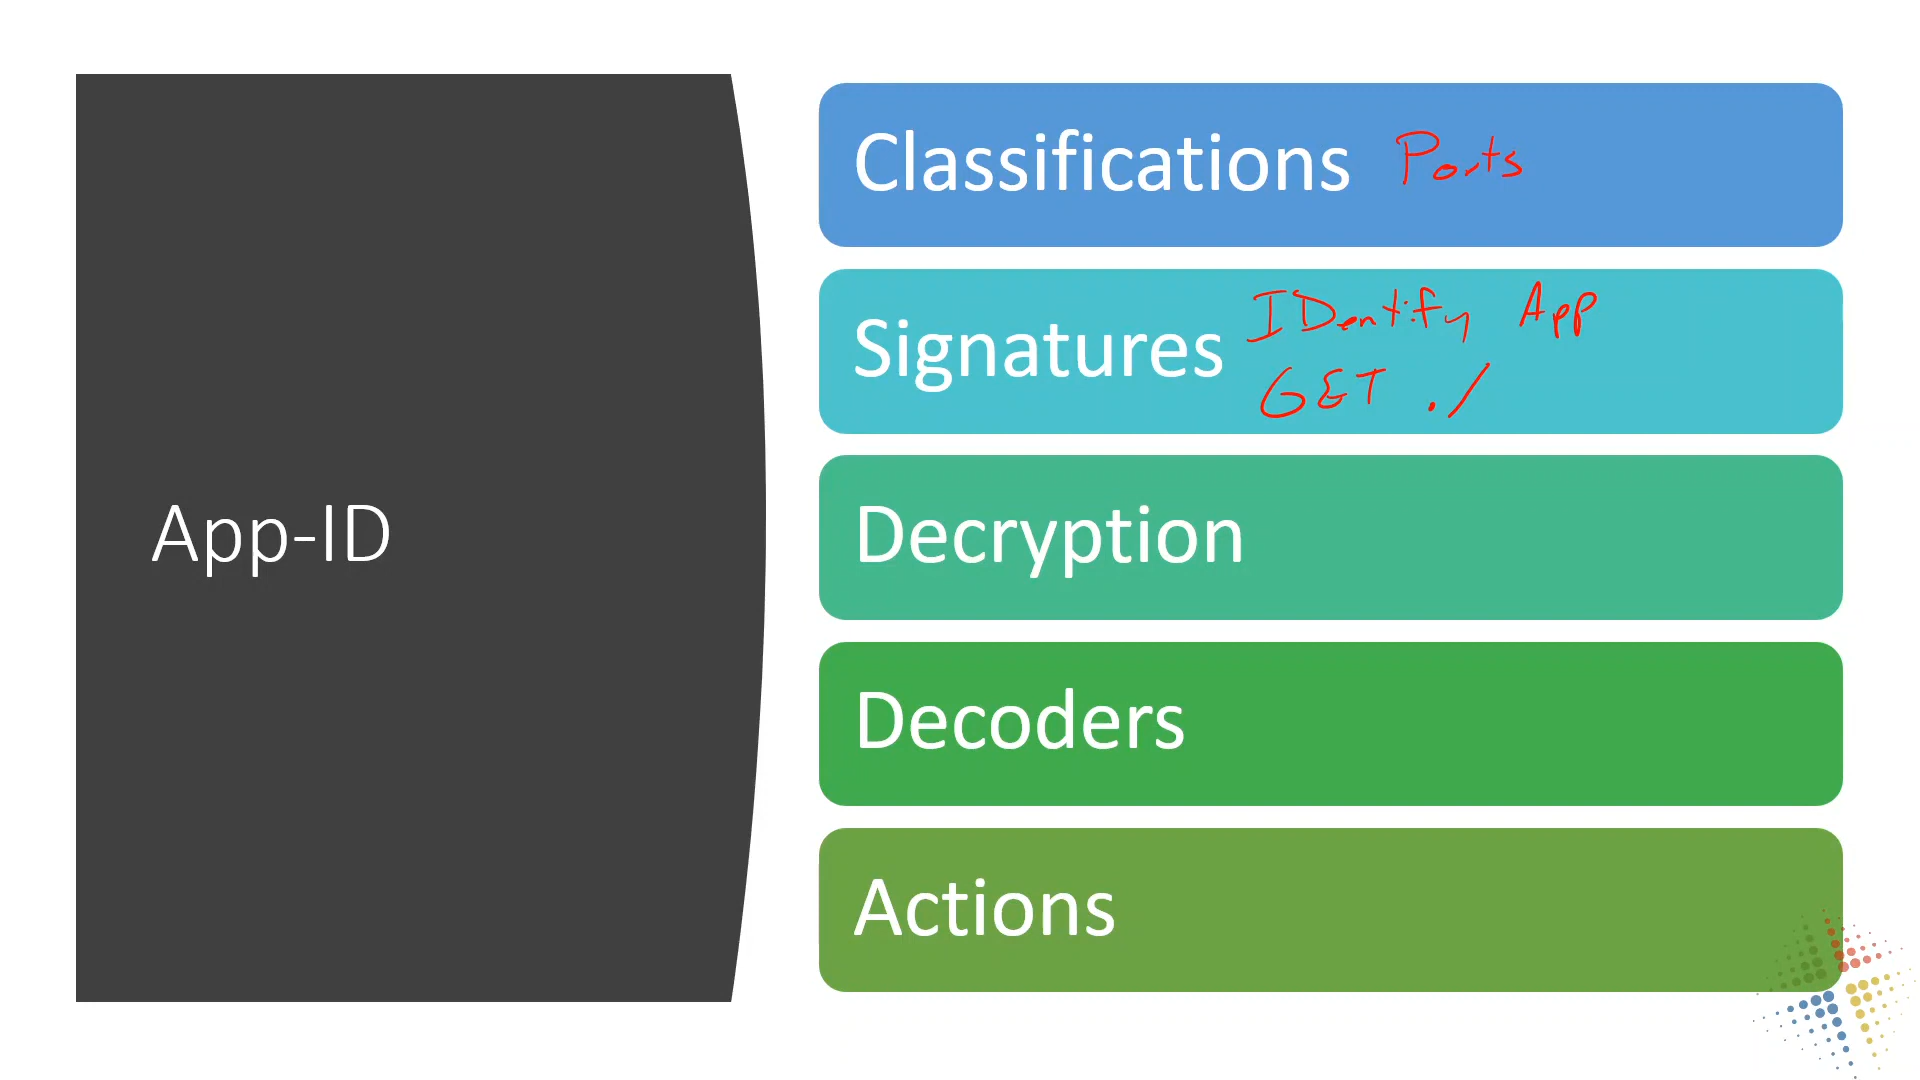 App-ID
Classifications Ports
Signatures IDentify App
GET ./
Decryption
Decoders
Actions